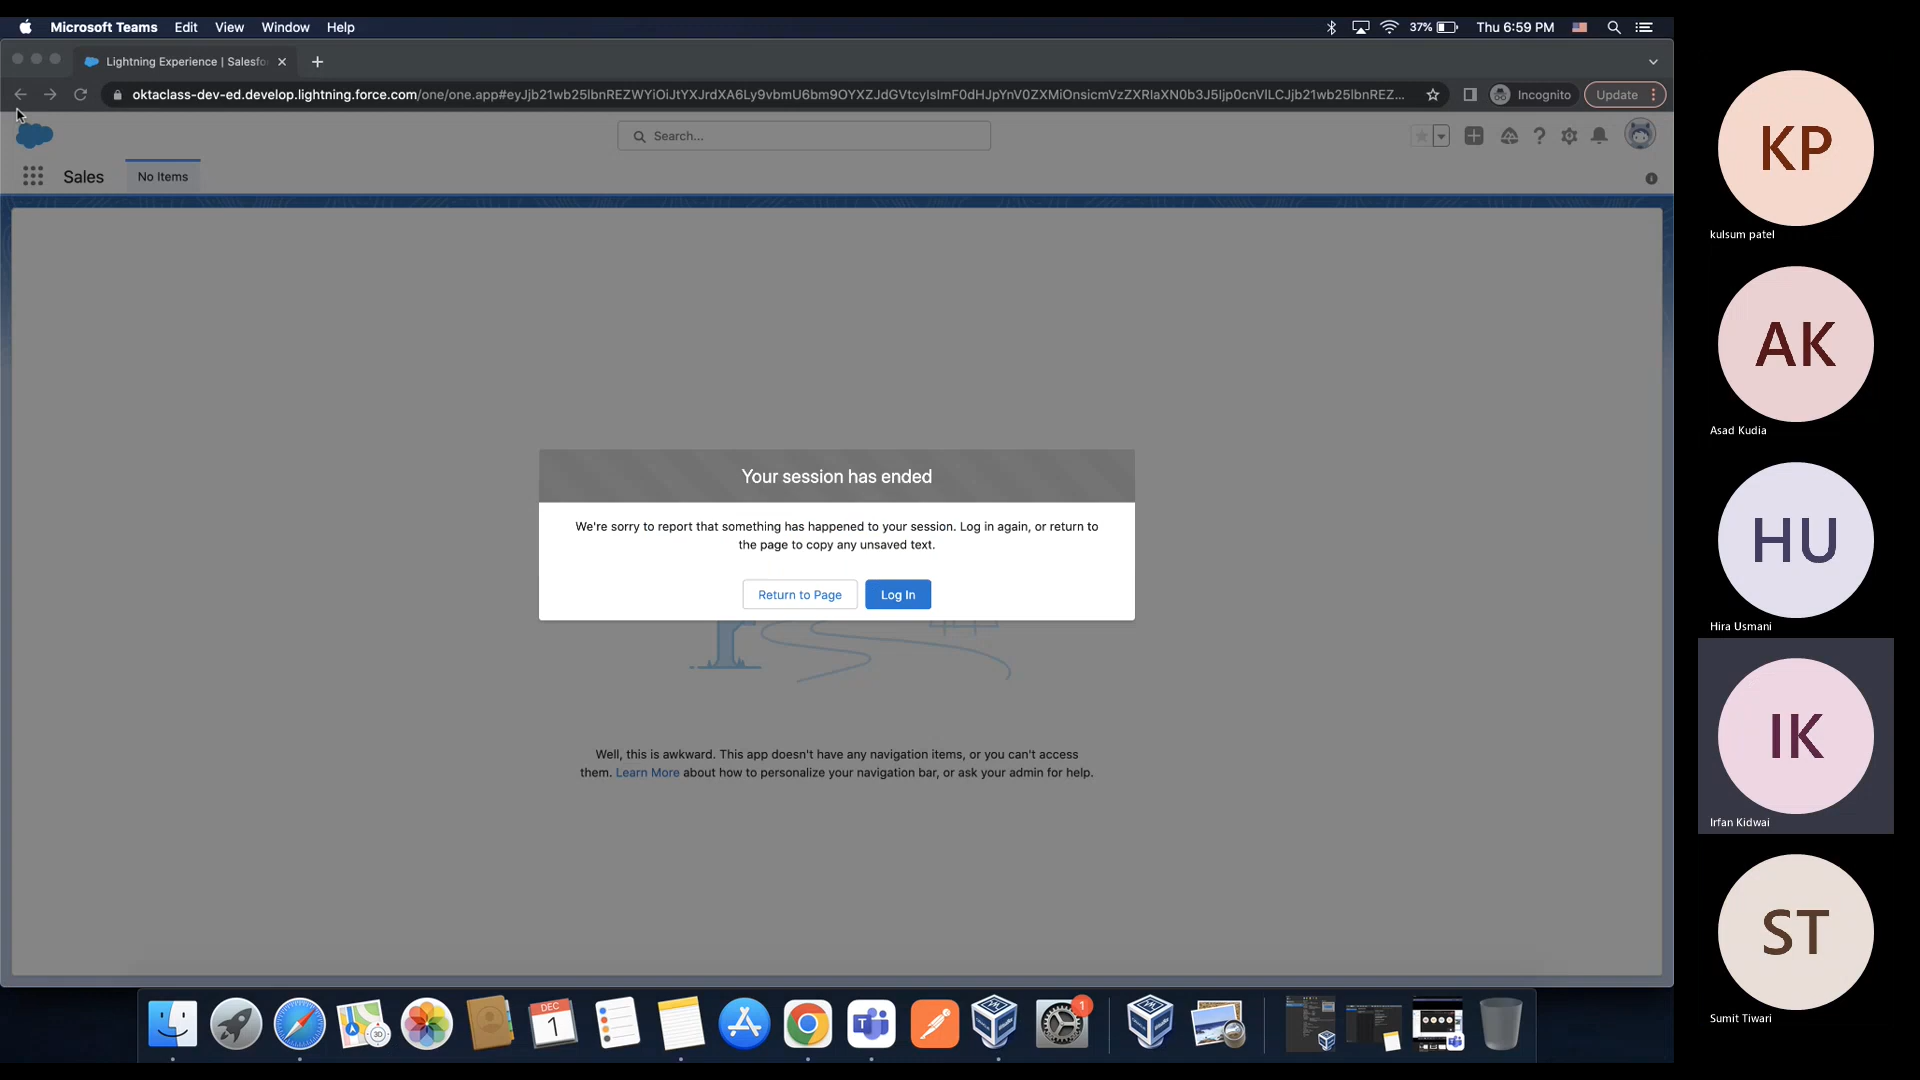 Microsoft Teams Edit View Window Help
37% Thu 6:59 PM
Lightning Experience | Salesfo
oktaclass-dev-ed.develop.lightning.force.com
Incognito
Update
Search...
Sales
No Items
Your session has ended
We're sorry to report that something has happened to your session. Log in again, or return to
the page to copy any unsaved text.
Return to Page
Log In
Well, this is awkward. This app doesn't have any navigation items, or you can't access
them. Learn More about how to personalize your navigation bar, or ask your admin for help.
3D
DEC
1
1
KP
kulsum patel
AK
Asad Kudia
HU
Hira Usmani
IK
Irfan Kidwai
ST
Sumit Tiwari